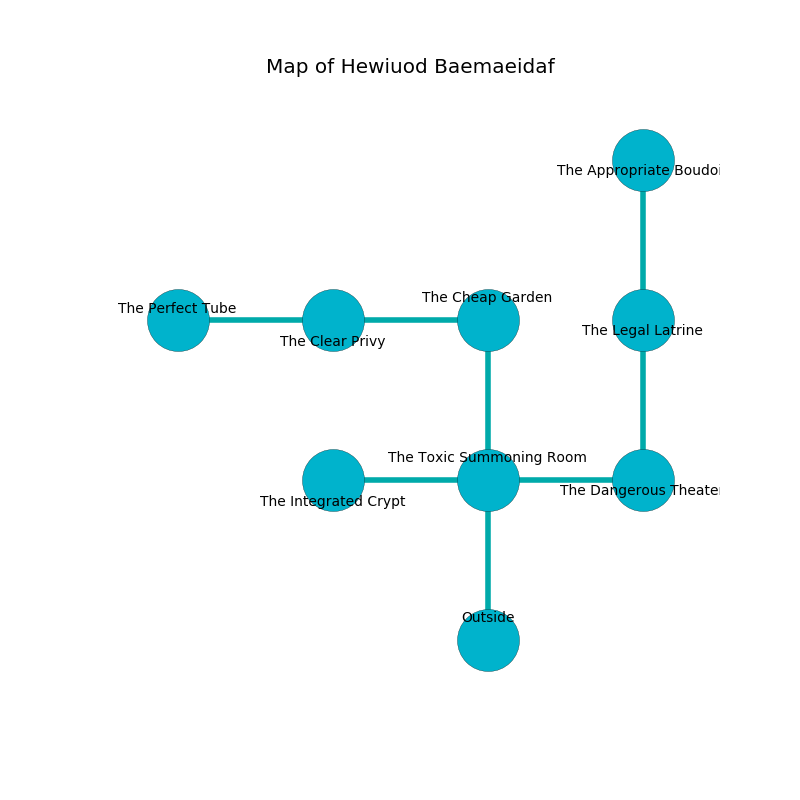 Map of Hewiuod Baemaeidaf
The Appropriate Boudoi
The Cheap Garden
The Perfect Tube
The Legal Latrine
The Clear Privy
The Toxic Summoning Room
The Dangerous Theater
The Integrated Crypt
Outside